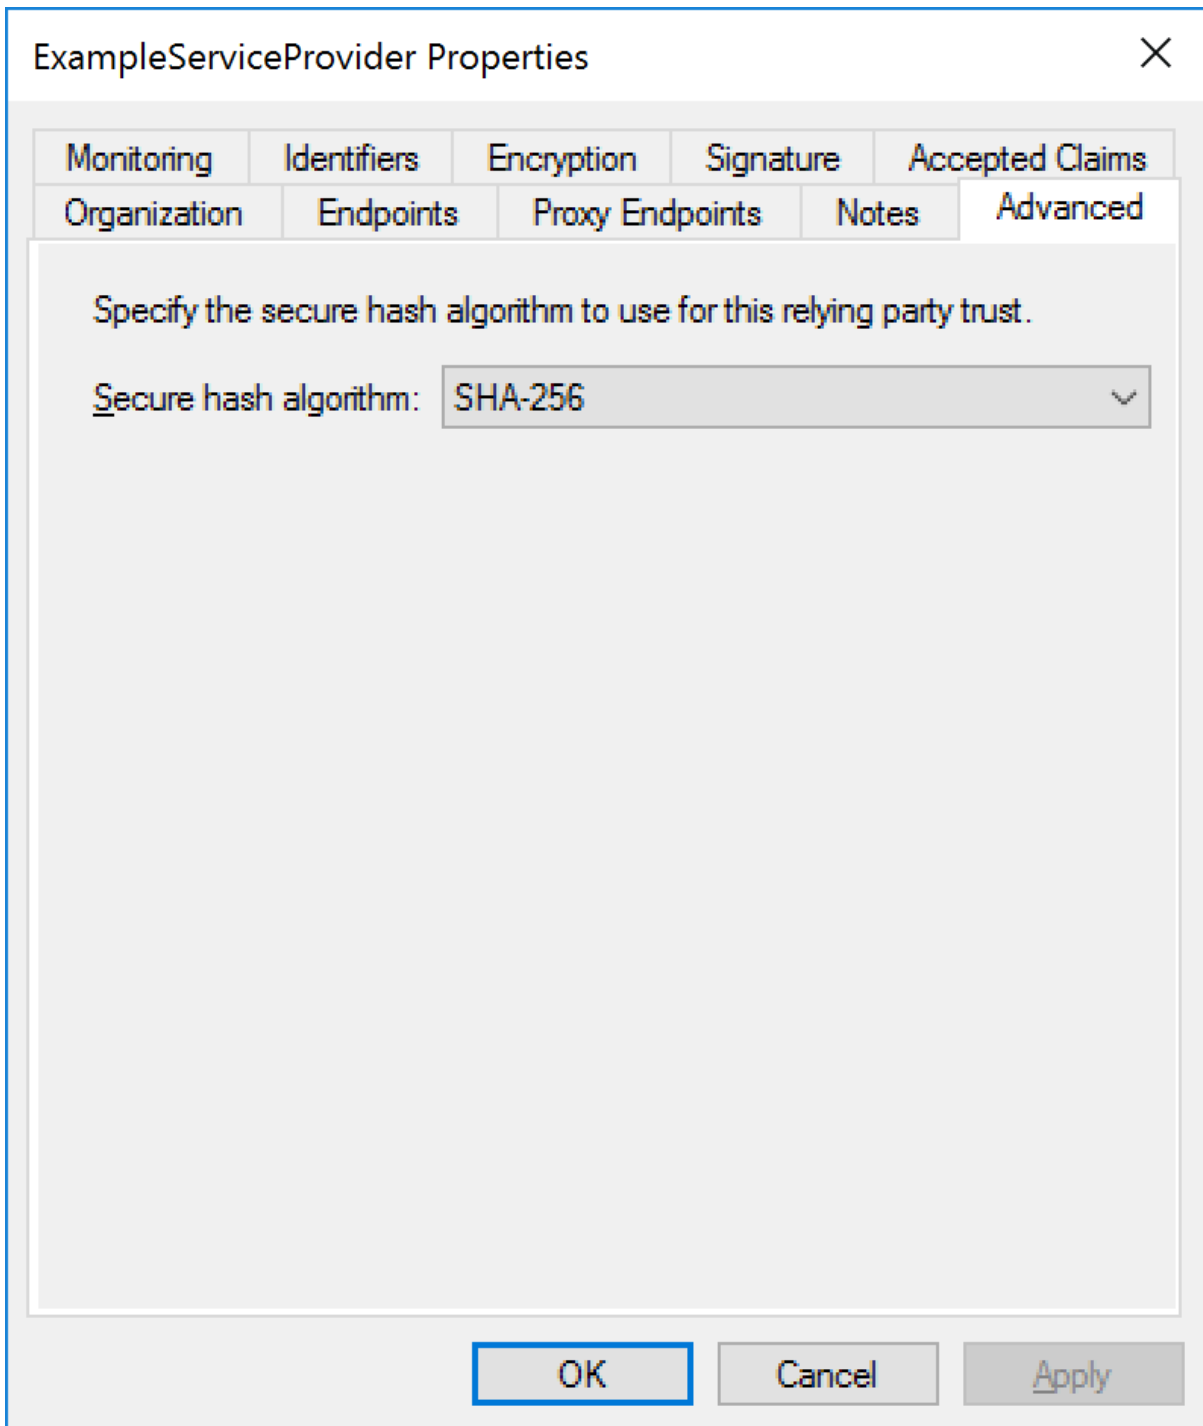 ExampleServiceProvider Properties
Monitoring Identifiers Encryption Signature Accepted Claims
Organization Endpoints Proxy Endpoints Notes Advanced
Specify the secure hash algorithm to use for this relying party trust.
Secure hash algorithm: SHA-256
OK Cancel Apply